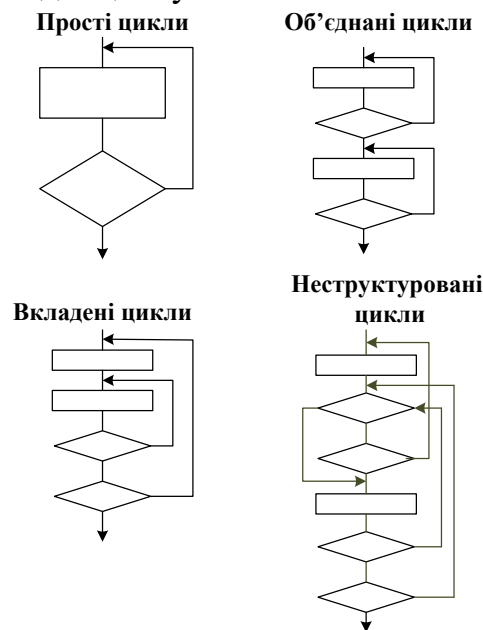 Прості цикли
Об’єднані цикли
Вкладені цикли
Неструктуровані
цикли